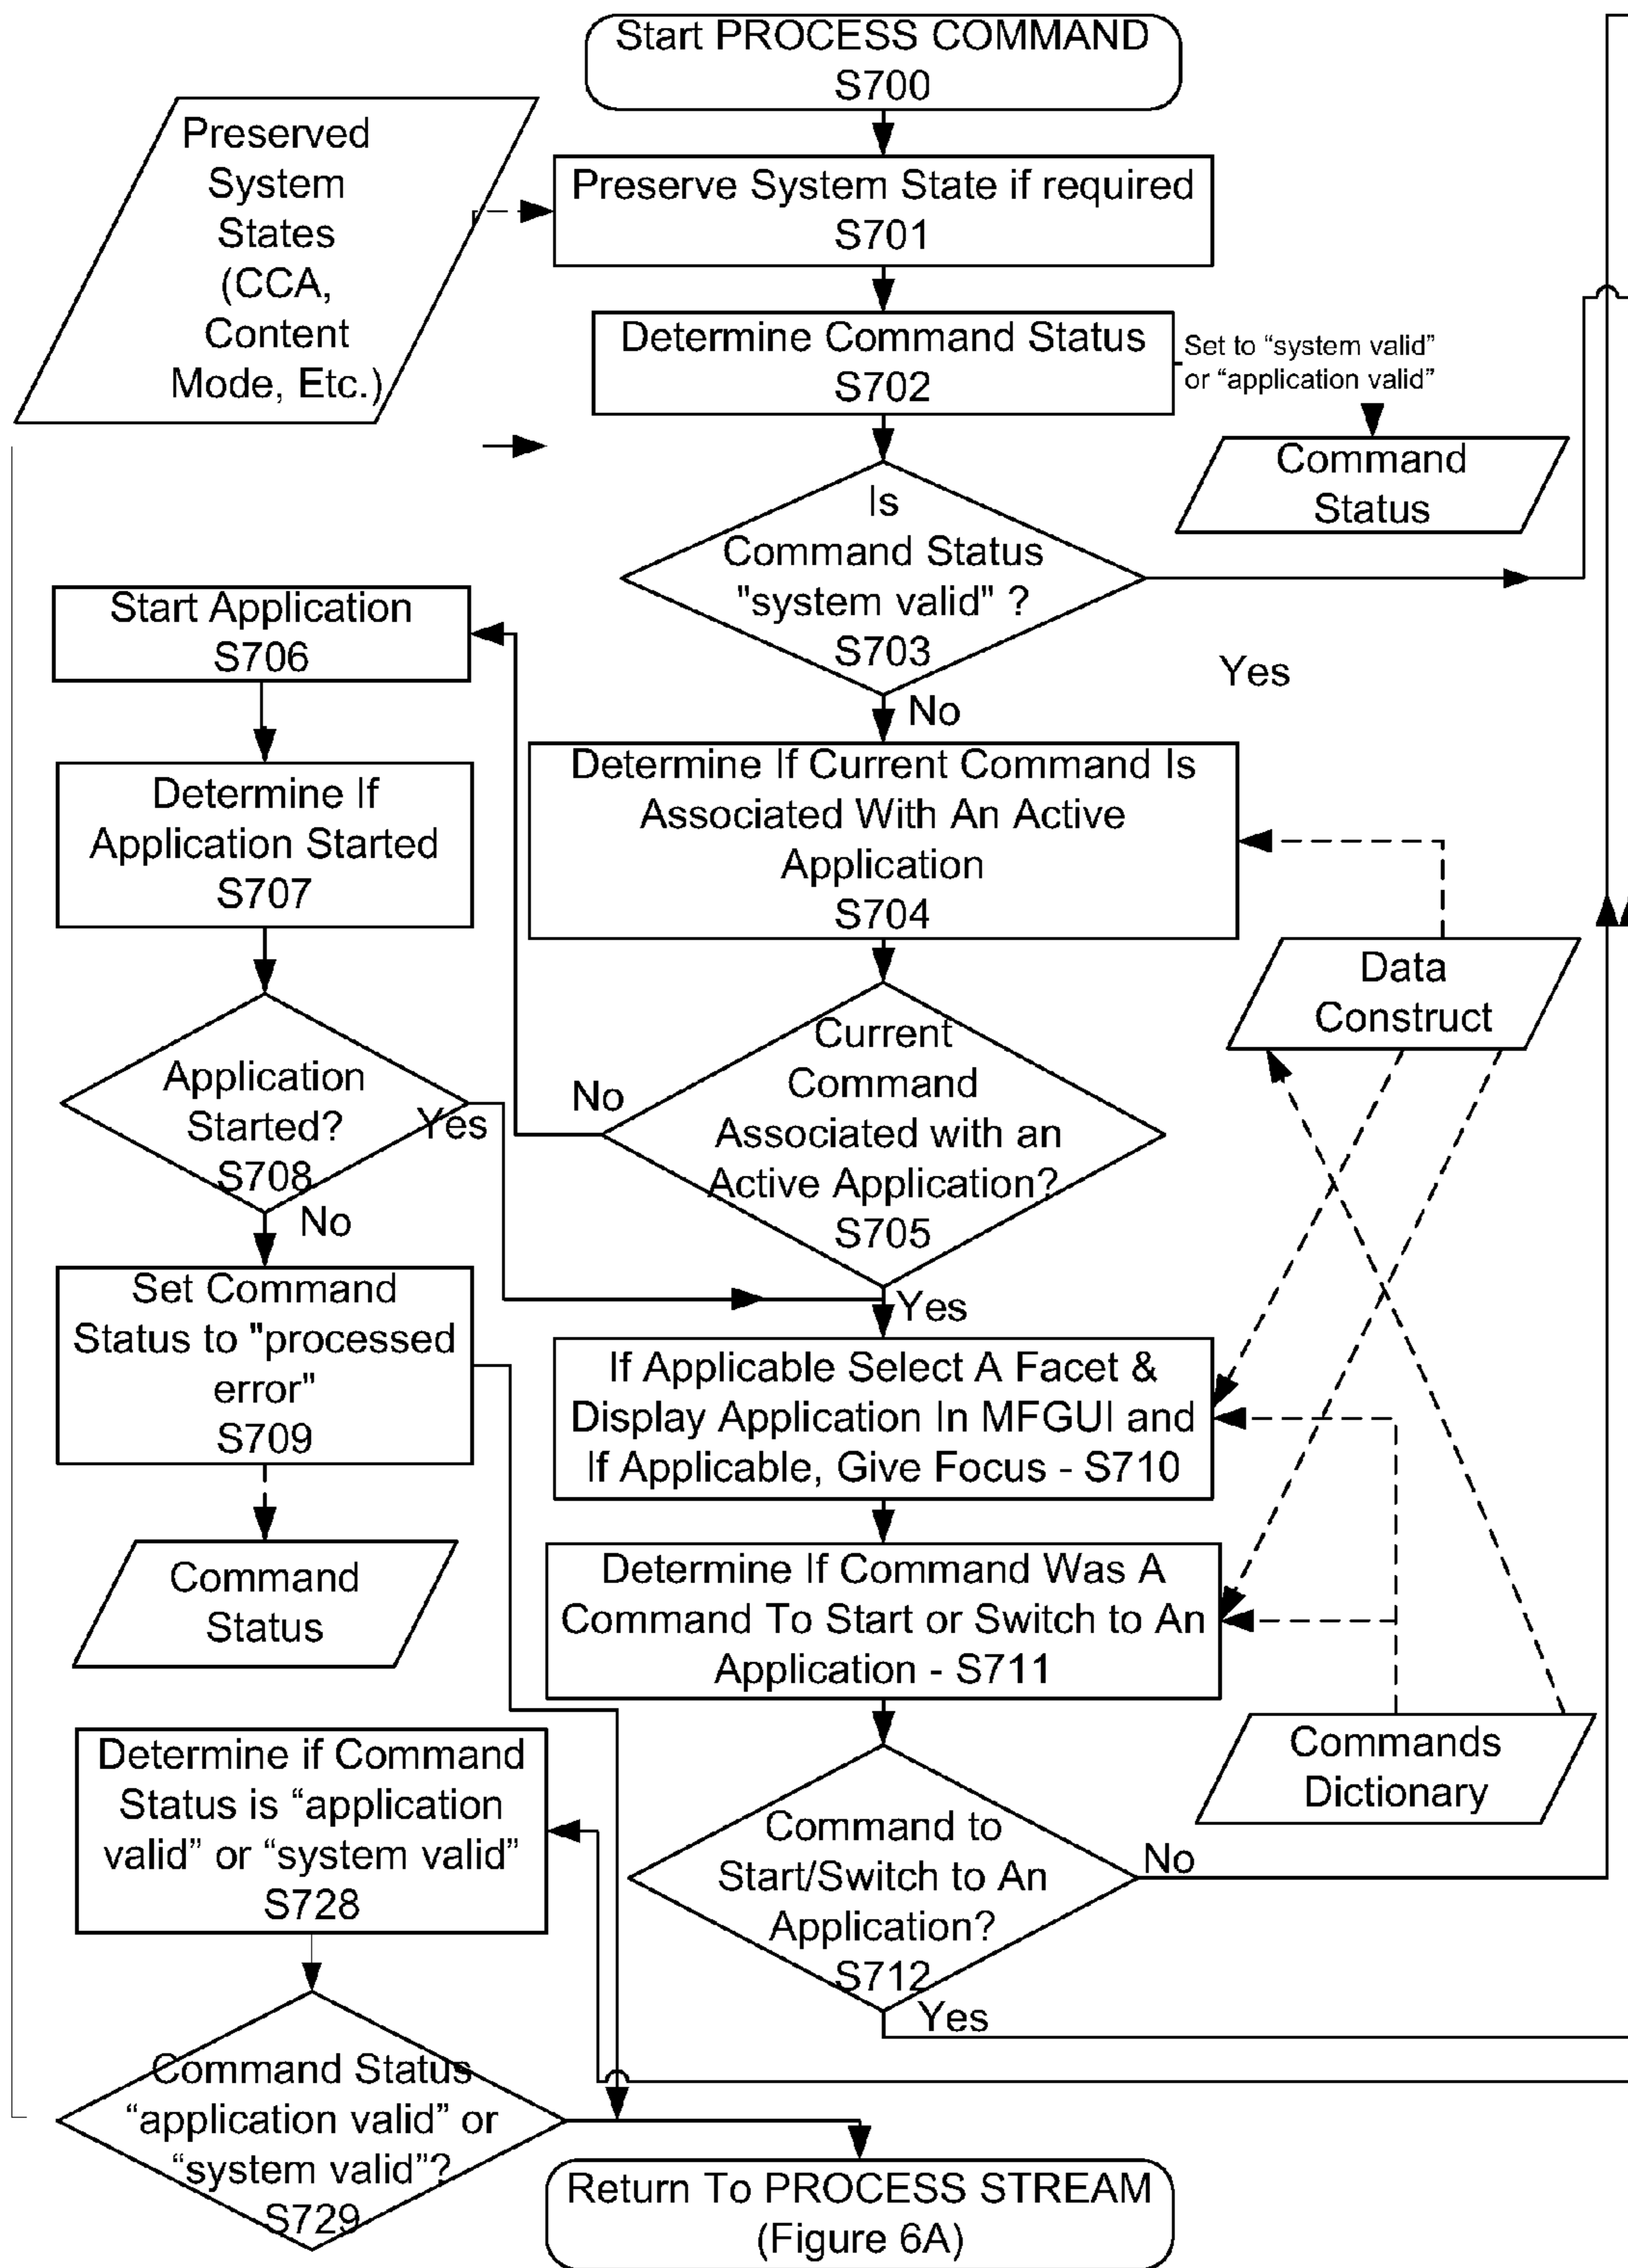 Start PROCESS COMMAND
S700
Preserved
System
States
(CCA,
Content
Mode, Etc.)
Preserve System State if required
S701
Determine Command Status
S702
Set to “system valid”
or “application valid”
Command
Status
Is
Command Status
"system valid" ?
S703
Yes
No
Start Application
S706
Determine If
Application Started
S707
Determine If Current Command Is
Associated With An Active
Application
S704
Data
Construct
Application
Started?
S708
Yes
No
Current
Command
Associated with an
Active Application?
S705
No
Yes
Set Command
Status to "processed
error"
S709
Command
Status
If Applicable Select A Facet &
Display Application In MFGUI and
If Applicable, Give Focus - S710
Determine If Command Was A
Command To Start or Switch to An
Application - S711
Commands
Dictionary
Determine if Command
Status is “application
valid” or “system valid”
S728
Command to
Start/Switch to An
Application?
S712
No
Yes
Command Status
“application valid” or
“system valid”?
S729
Return To PROCESS STREAM
(Figure 6A)